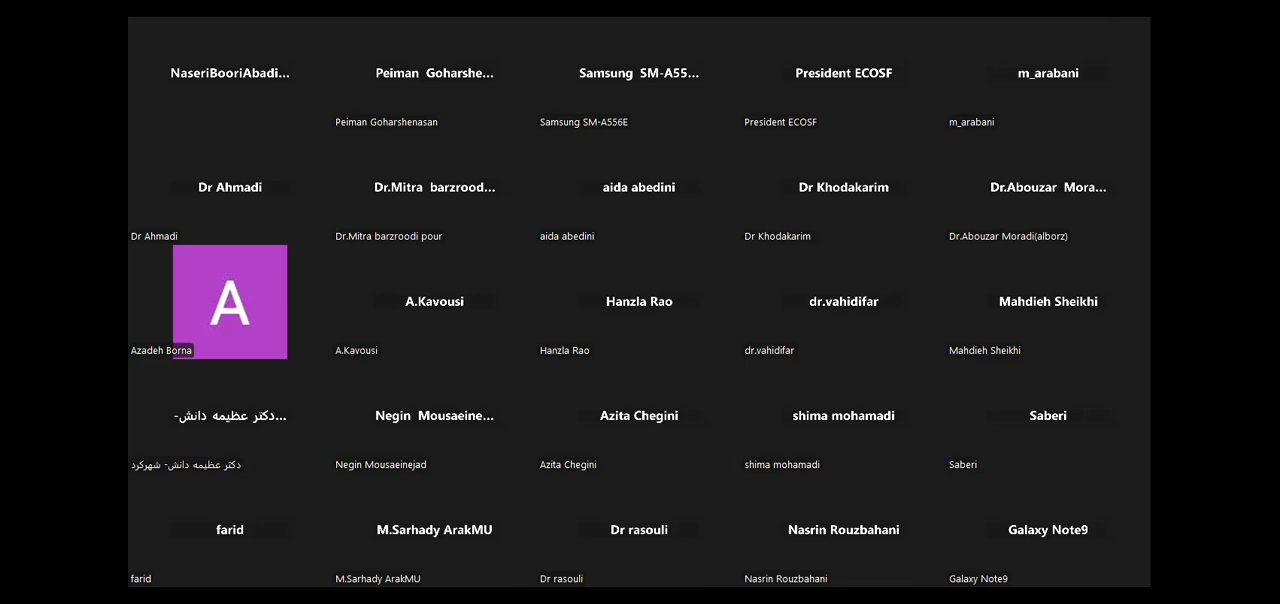 NaseriBooriAbadi...
Peiman Goharshe...
Samsung SM-A55...
President ECOSF
m_arabani
Peiman Goharshenasan
Samsung SM-A556E
President ECOSF
m_arabani
Dr Ahmadi
Dr.Mitra barzrood...
aida abedini
Dr Khodakarim
Dr.Abouzar Mora...
Dr Ahmadi
Dr.Mitra barzroodi pour
aida abedini
Dr Khodakarim
Dr.Abouzar Moradi(alborz)
A
A.Kavousi
Hanzla Rao
dr.vahidifar
Mahdieh Sheikhi
Azadeh Borna
A.Kavousi
Hanzla Rao
dr.vahidifar
Mahdieh Sheikhi
دکتر عظیمه دانش-...
Negin Mousaeine...
Azita Chegini
shima mohamadi
Saberi
دکتر عظیمه دانش- شهرکرد
Negin Mousaeinejad
Azita Chegini
shima mohamadi
Saberi
farid
M.Sarhady ArakMU
Dr rasouli
Nasrin Rouzbahani
Galaxy Note9
farid
M.Sarhady ArakMU
Dr rasouli
Nasrin Rouzbahani
Galaxy Note9